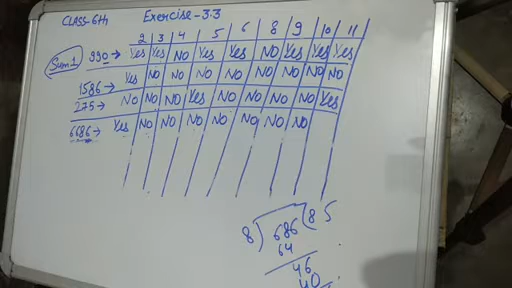 CLASS-6th Exercise-3.3
2 3 4 5 6 8 9 10 11
Sum1 990→ Yes Yes NO Yes Yes NO Yes Yes Yes
1586→ Yes NO NO NO NO NO NO NO NO
275→ NO NO NO Yes NO NO NO NO Yes
6686→ Yes NO NO NO NO NO NO
8)686(85
64
46
40